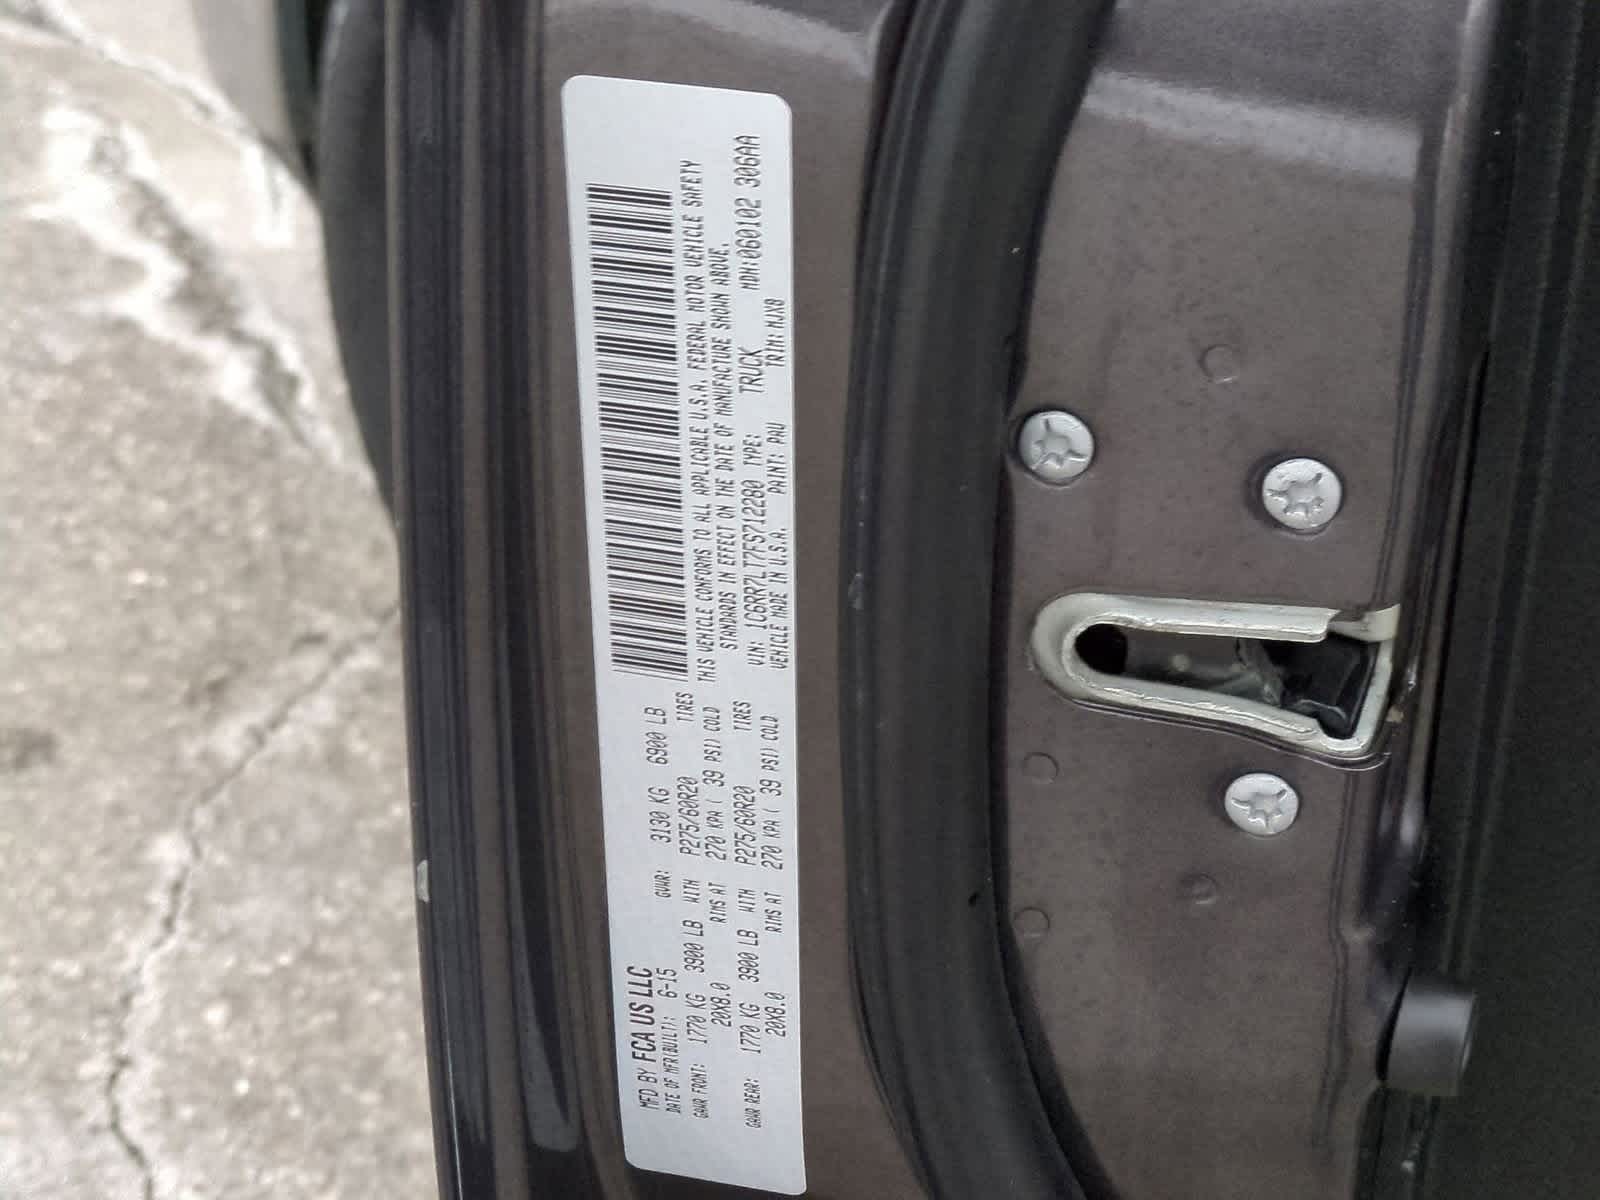 MFD BY FCA US LLC
DATE OF MFR(BUILT): 6-15 GVWR: 3130 KG 6900 LB
GAWR FRONT: 1770 KG 3900 LB WITH P275/60R20 TIRES
20X8.0 RIMS AT 270 KPA ( 39 PSI) COLD
GAWR REAR: 1770 KG 3900 LB WITH P275/60R20 TIRES
20X8.0 RIMS AT 270 KPA ( 39 PSI) COLD
THIS VEHICLE CONFORMS TO ALL APPLICABLE U.S.A. FEDERAL MOTOR VEHICLE SAFETY
STANDARDS IN EFFECT ON THE DATE OF MANUFACTURE SHOWN ABOVE.
VIN: 1C6RR7LT7FS712280 TYPE: TRUCK MDH:060102 306AA
VEHICLE MADE IN U.S.A. PAINT: PAU TRIM: MJX8